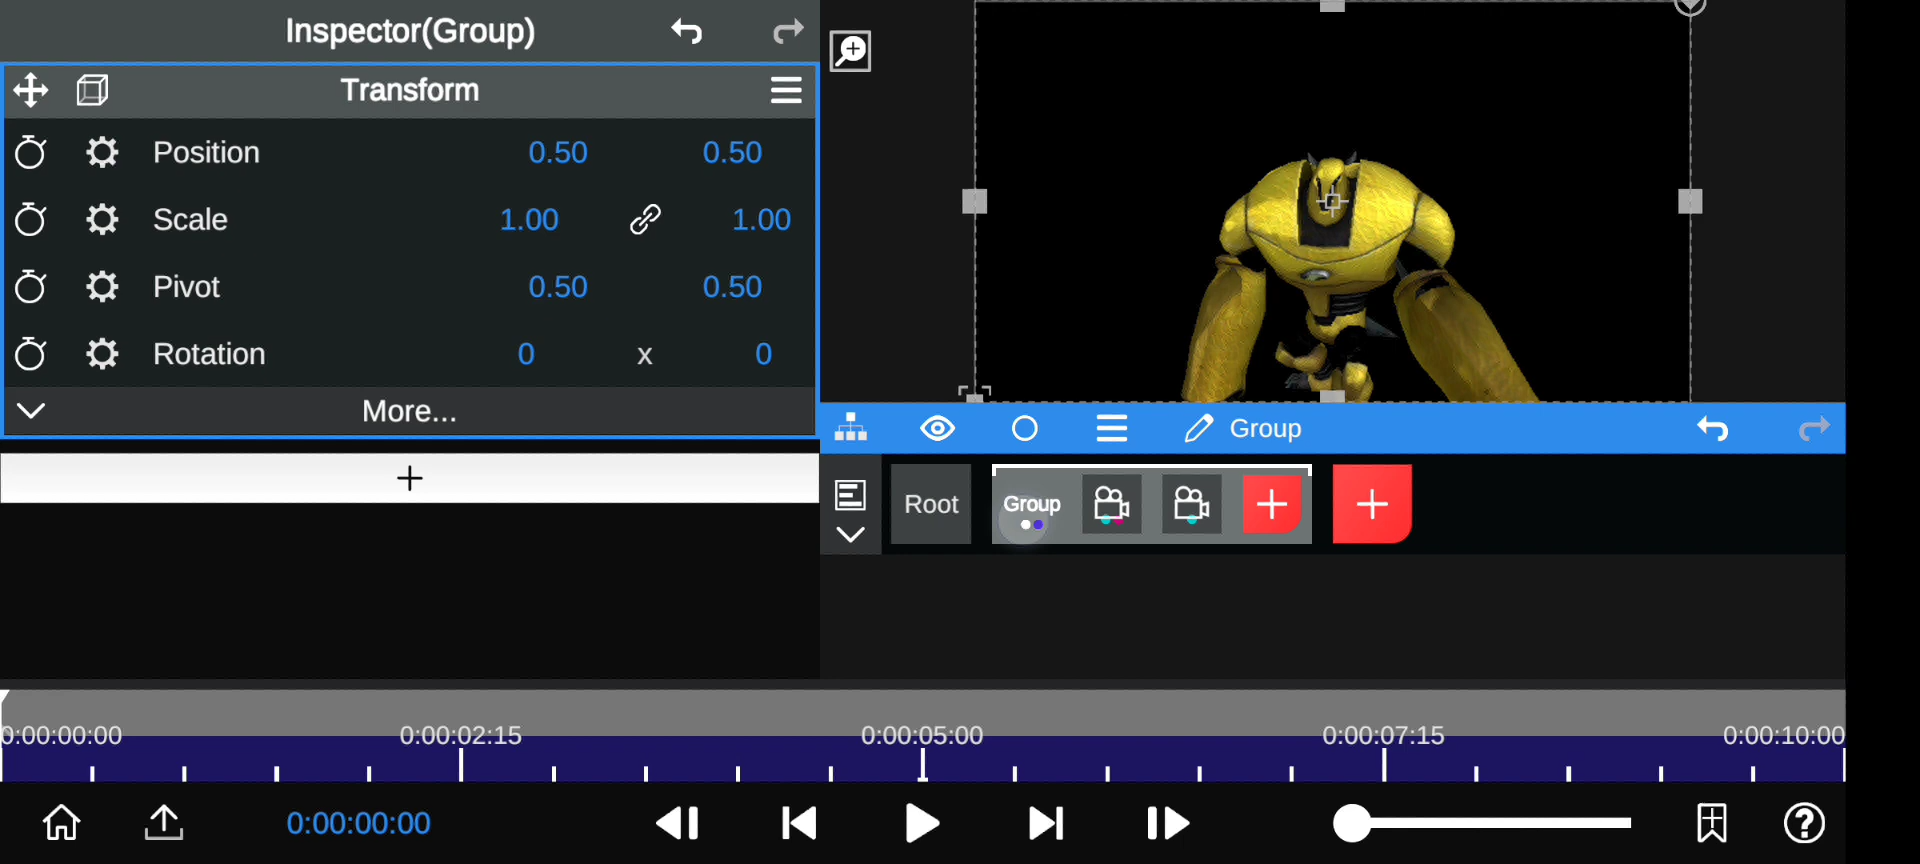 Inspector(Group)
Transform
Position 0.50 0.50
Scale 1.00 1.00
Pivot 0.50 0.50
Rotation 0 x 0
More...
+
Group
Root Group
0:00:00:00 0:00:02:15 0:00:05:00 0:00:07:15 0:00:10:00
0:00:00:00